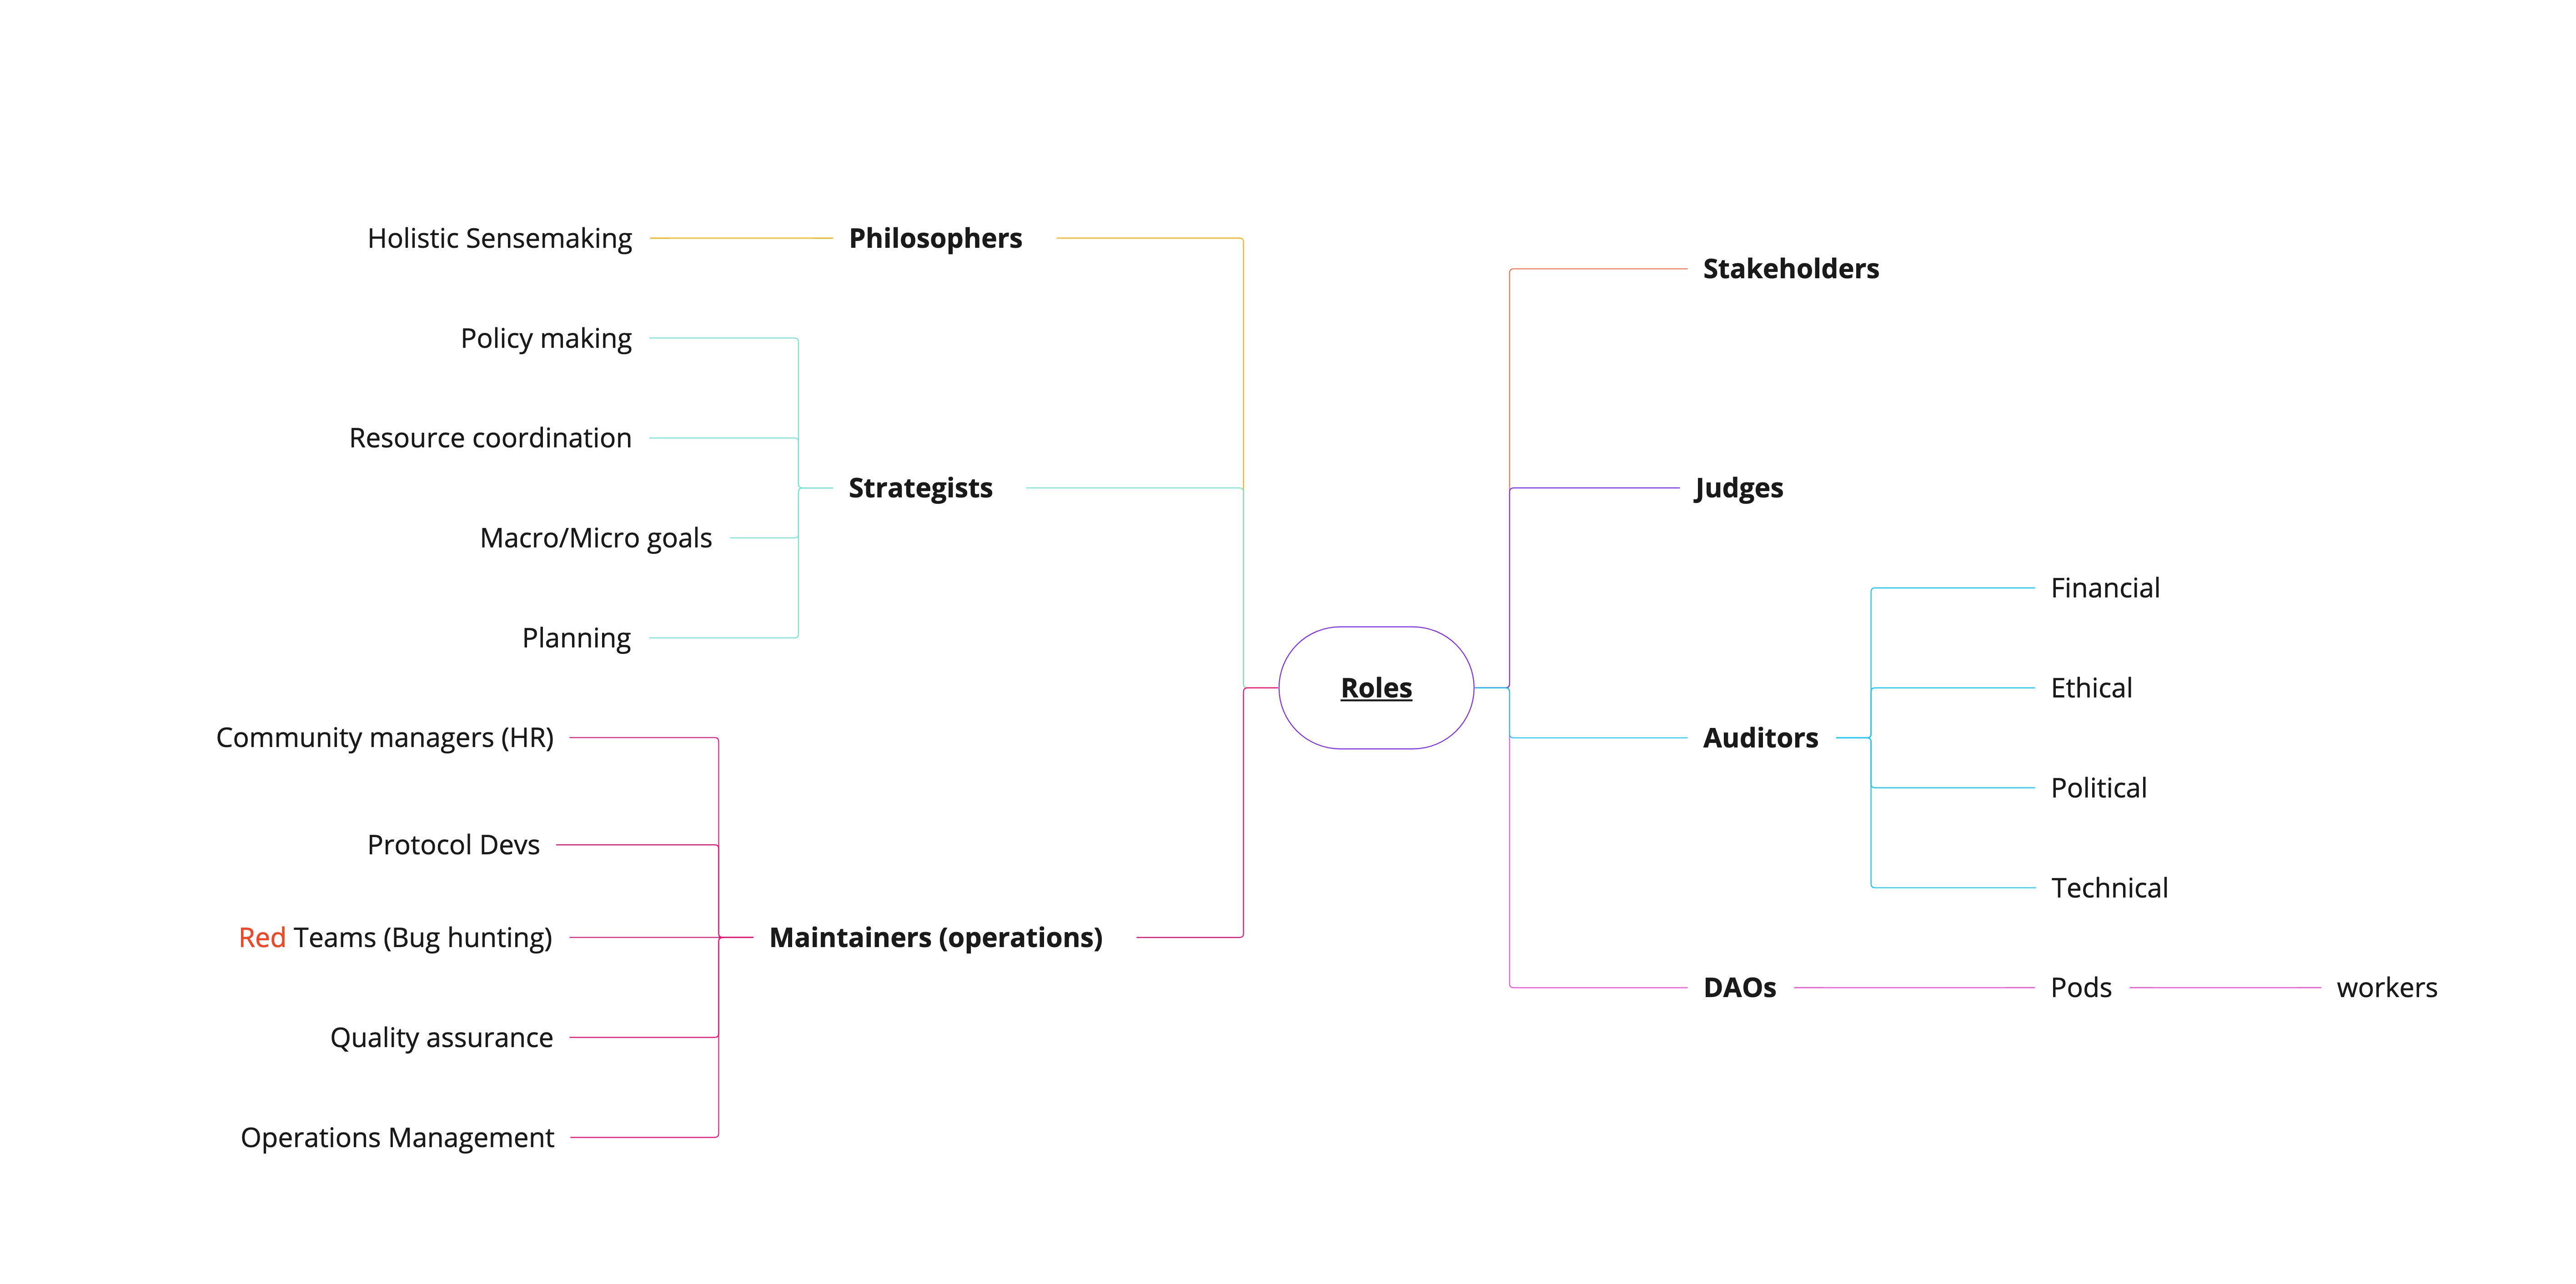 Holistic Sensemaking
Philosophers
Policy making
Resource coordination
Strategists
Macro/Micro goals
Planning
Community managers (HR)
Protocol Devs
Red Teams (Bug hunting)
Maintainers (operations)
Quality assurance
Operations Management
Roles
Stakeholders
Judges
Financial
Ethical
Auditors
Political
Technical
DAOs
Pods
workers